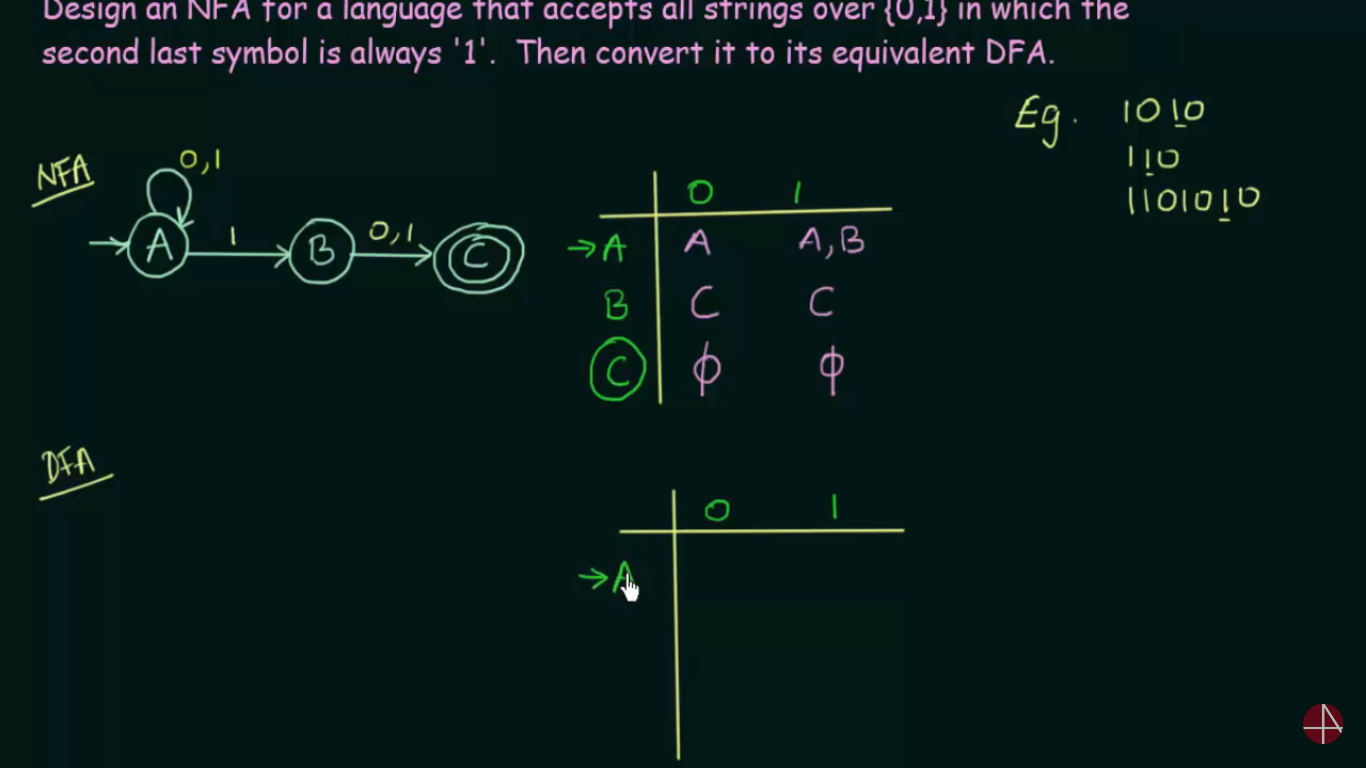 Design an NFA for a language that accepts all strings over {0,1} in which the
second last symbol is always '1'. Then convert it to its equivalent DFA.
Eg. 1010
110
1101010
NFA
0,1
A 1 B 0,1 C
0 1
→A A A,B
B C C
C ϕ ϕ
DFA
0 1
→A